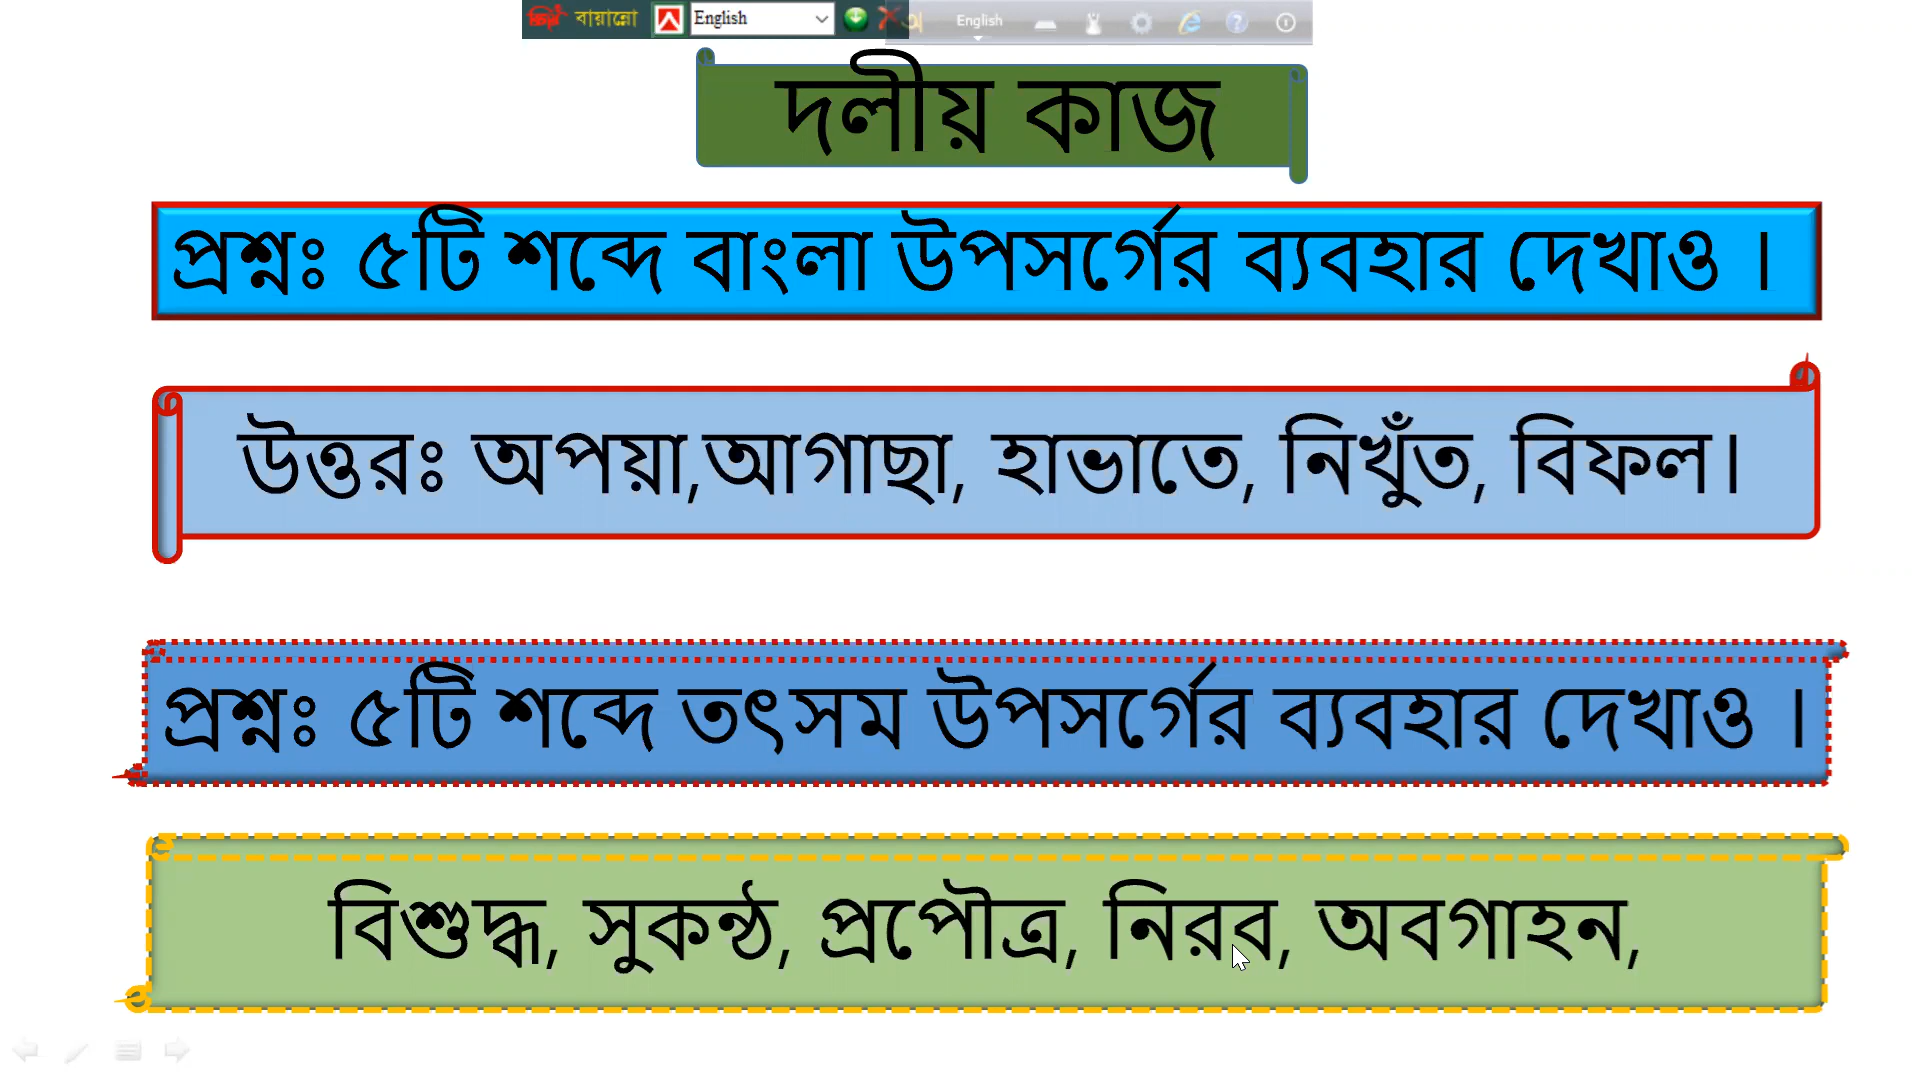 বায়ান্নো English English
দলীয় কাজ
প্রশ্নঃ ৫টি শব্দে বাংলা উপসর্গের ব্যবহার দেখাও ।
উত্তরঃ অপয়া,আগাছা, হাভাতে, নিখুঁত, বিফল।
প্রশ্নঃ ৫টি শব্দে তৎসম উপসর্গের ব্যবহার দেখাও ।
বিশুদ্ধ, সুকন্ঠ, প্রপৌত্র, নিরব, অবগাহন,